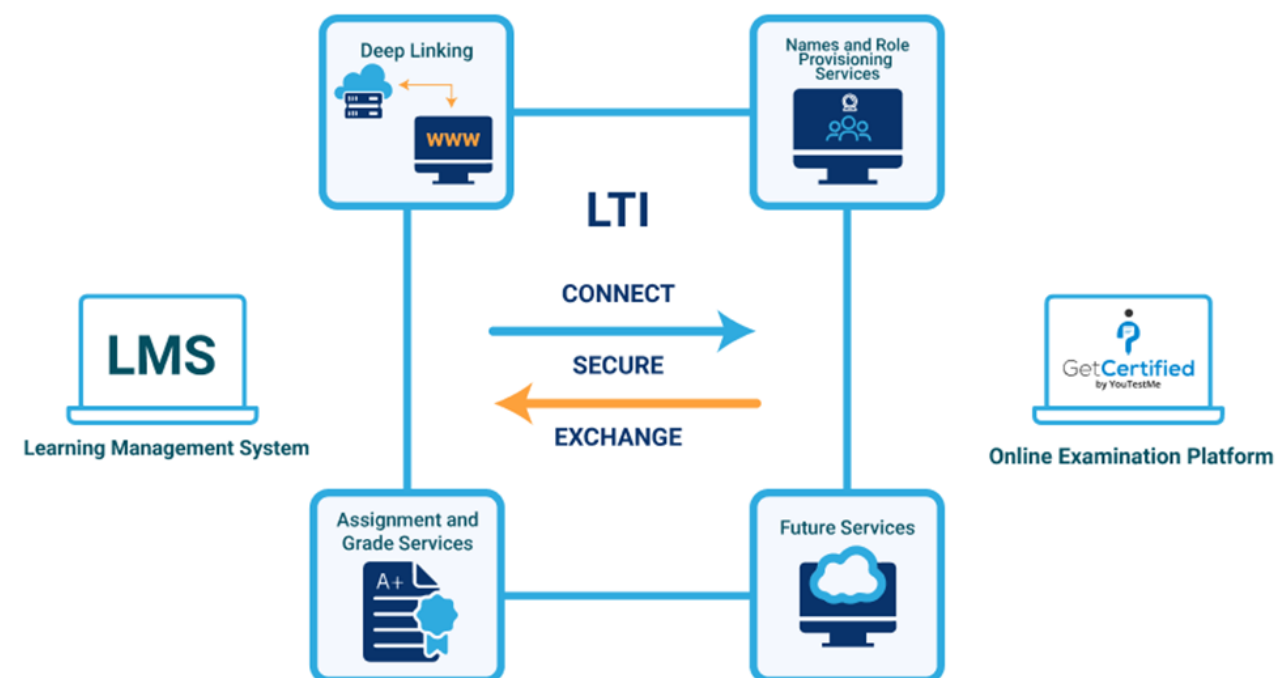 Deep Linking
WWW
Names and Role
Provisioning
Services
LTI
CONNECT
SECURE
EXCHANGE
LMS
Learning Management System
GetCertified
by YouTestMe
Online Examination Platform
Assignment and
Grade Services
A+
Future Services